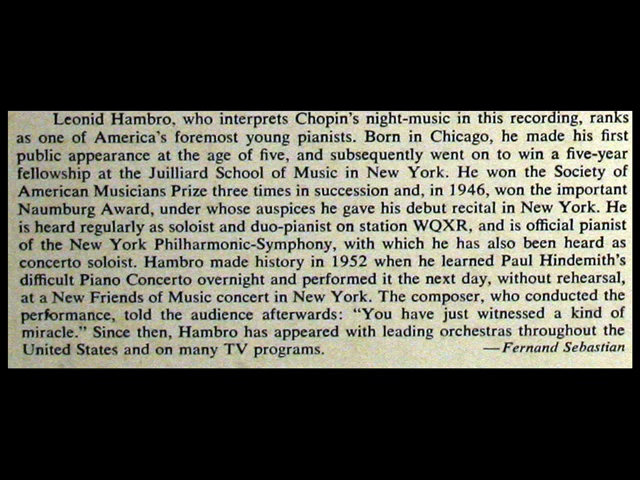 Leonid Hambro, who interprets Chopin's night-music in this recording, ranks
as one of America's foremost young pianists. Born in Chicago, he made his first
public appearance at the age of five, and subsequently went on to win a five-year
fellowship at the Juilliard School of Music in New York. He won the Society of
American Musicians Prize three times in succession and, in 1946, won the important
Naumburg Award, under whose auspices he gave his debut recital in New York. He
is heard regularly as soloist and duo-pianist on station WQXR, and is official pianist
of the New York Philharmonic-Symphony, with which he has also been heard as
concerto soloist. Hambro made history in 1952 when he learned Paul Hindemith's
difficult Piano Concerto overnight and performed it the next day, without rehearsal,
at a New Friends of Music concert in New York. The composer, who conducted the
performance, told the audience afterwards: “You have just witnessed a kind of
miracle.” Since then, Hambro has appeared with leading orchestras throughout the
United States and on many TV programs. —Fernand Sebastian